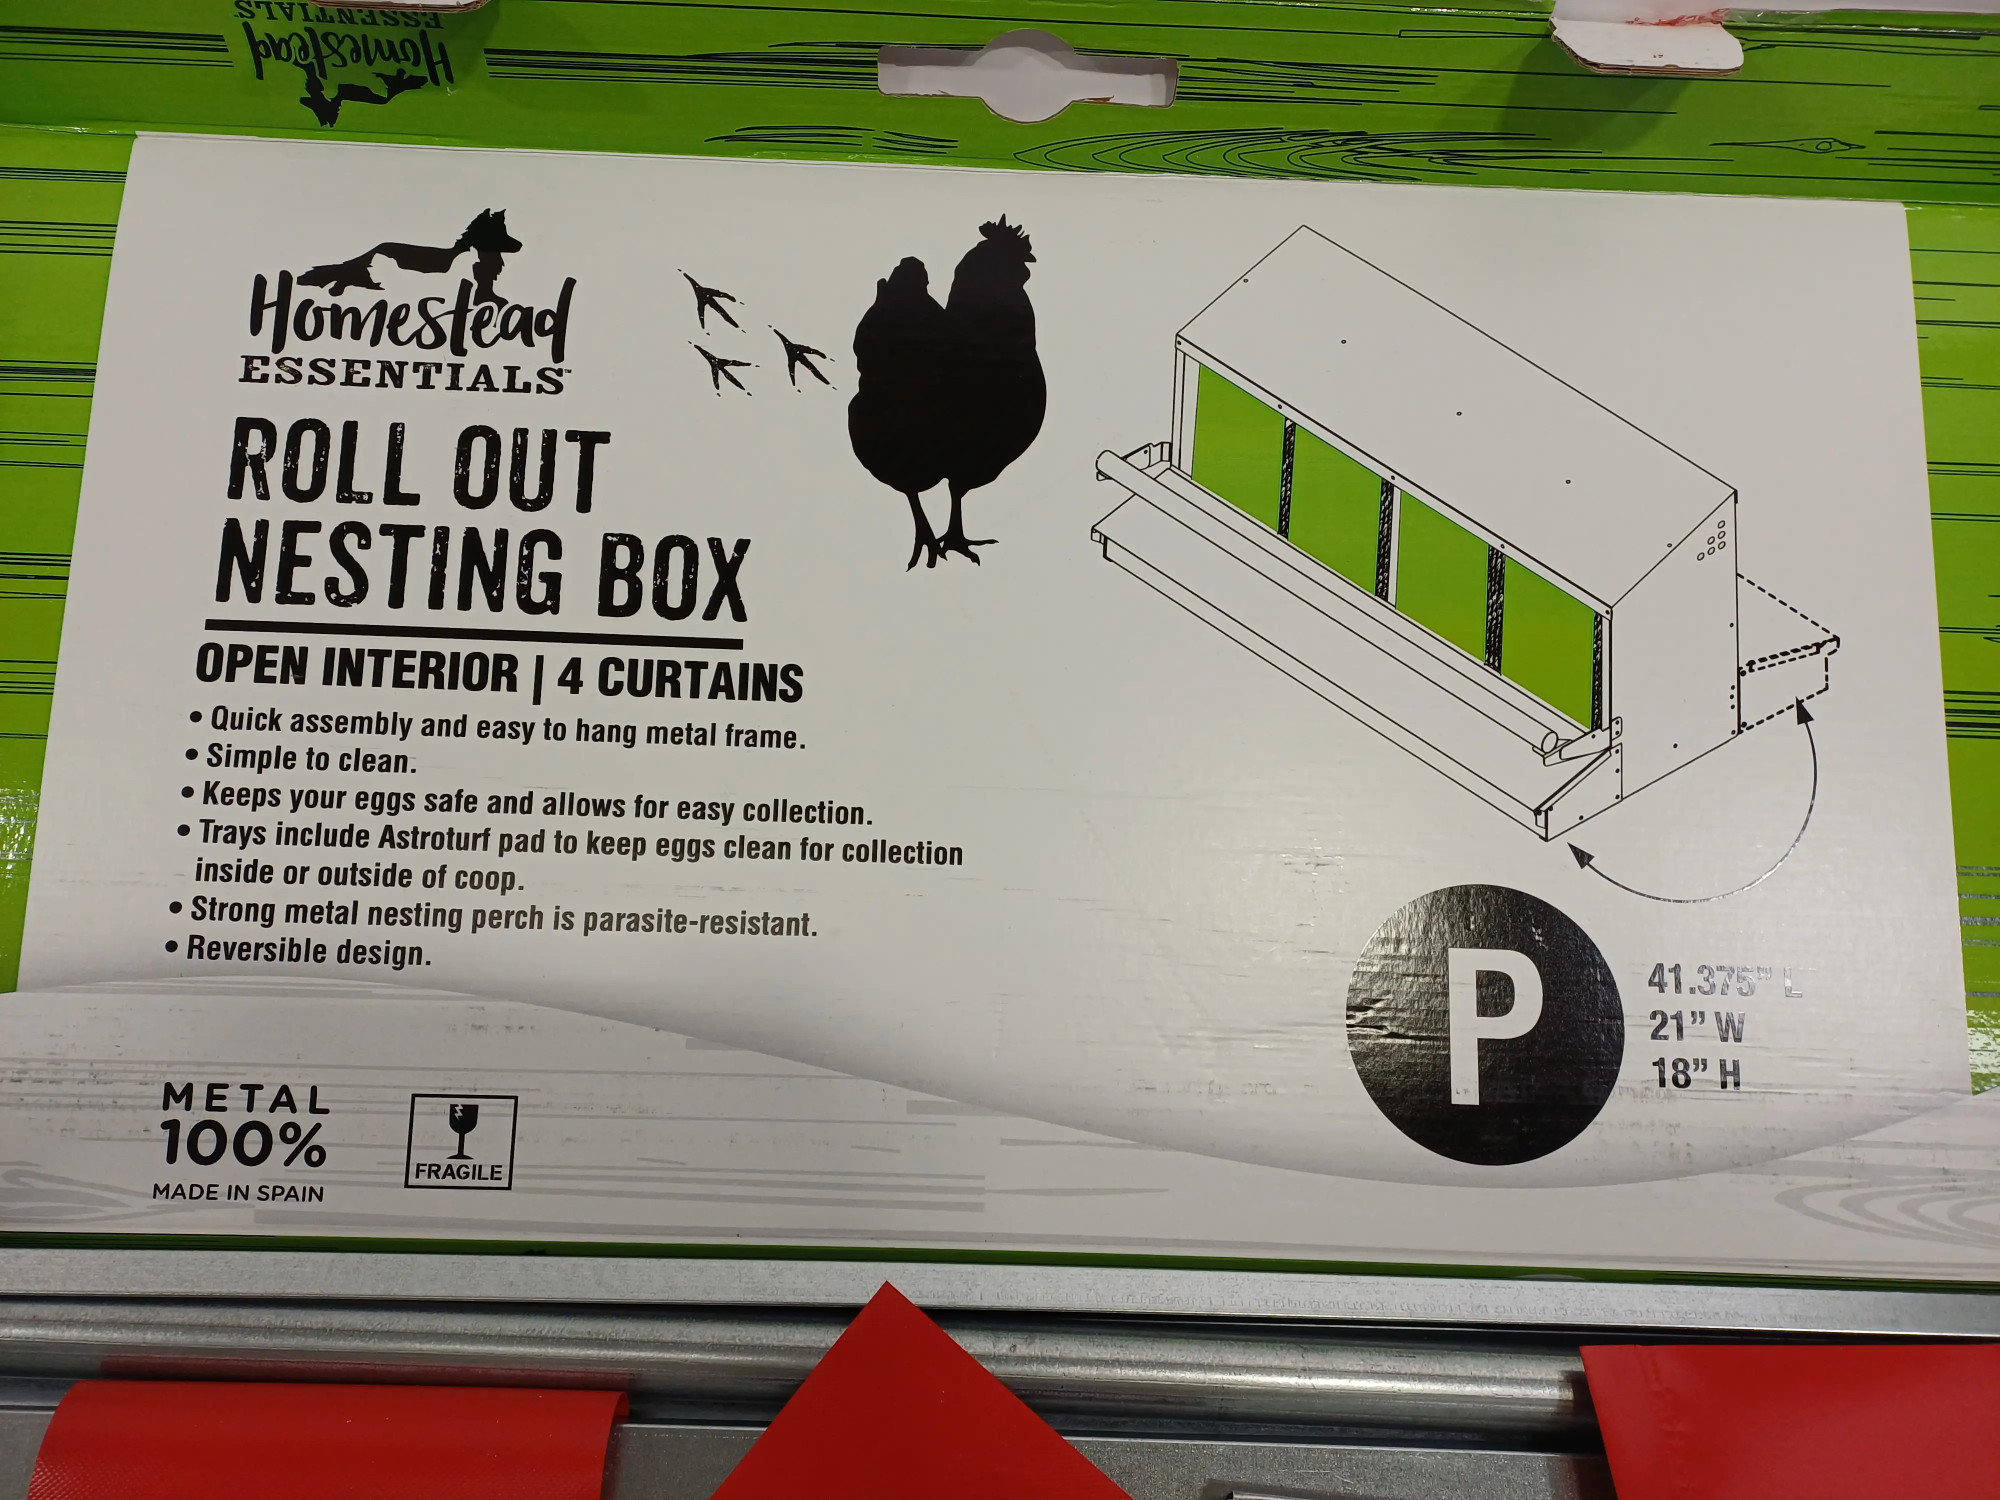 Homestead
ESSENTIALS
Homestead
ESSENTIALS™
ROLL OUT
NESTING BOX
OPEN INTERIOR | 4 CURTAINS
• Quick assembly and easy to hang metal frame.
• Simple to clean.
• Keeps your eggs safe and allows for easy collection.
• Trays include Astroturf pad to keep eggs clean for collection
inside or outside of coop.
• Strong metal nesting perch is parasite-resistant.
• Reversible design.
P
41.375” L
21” W
18” H
METAL
100%
MADE IN SPAIN
FRAGILE